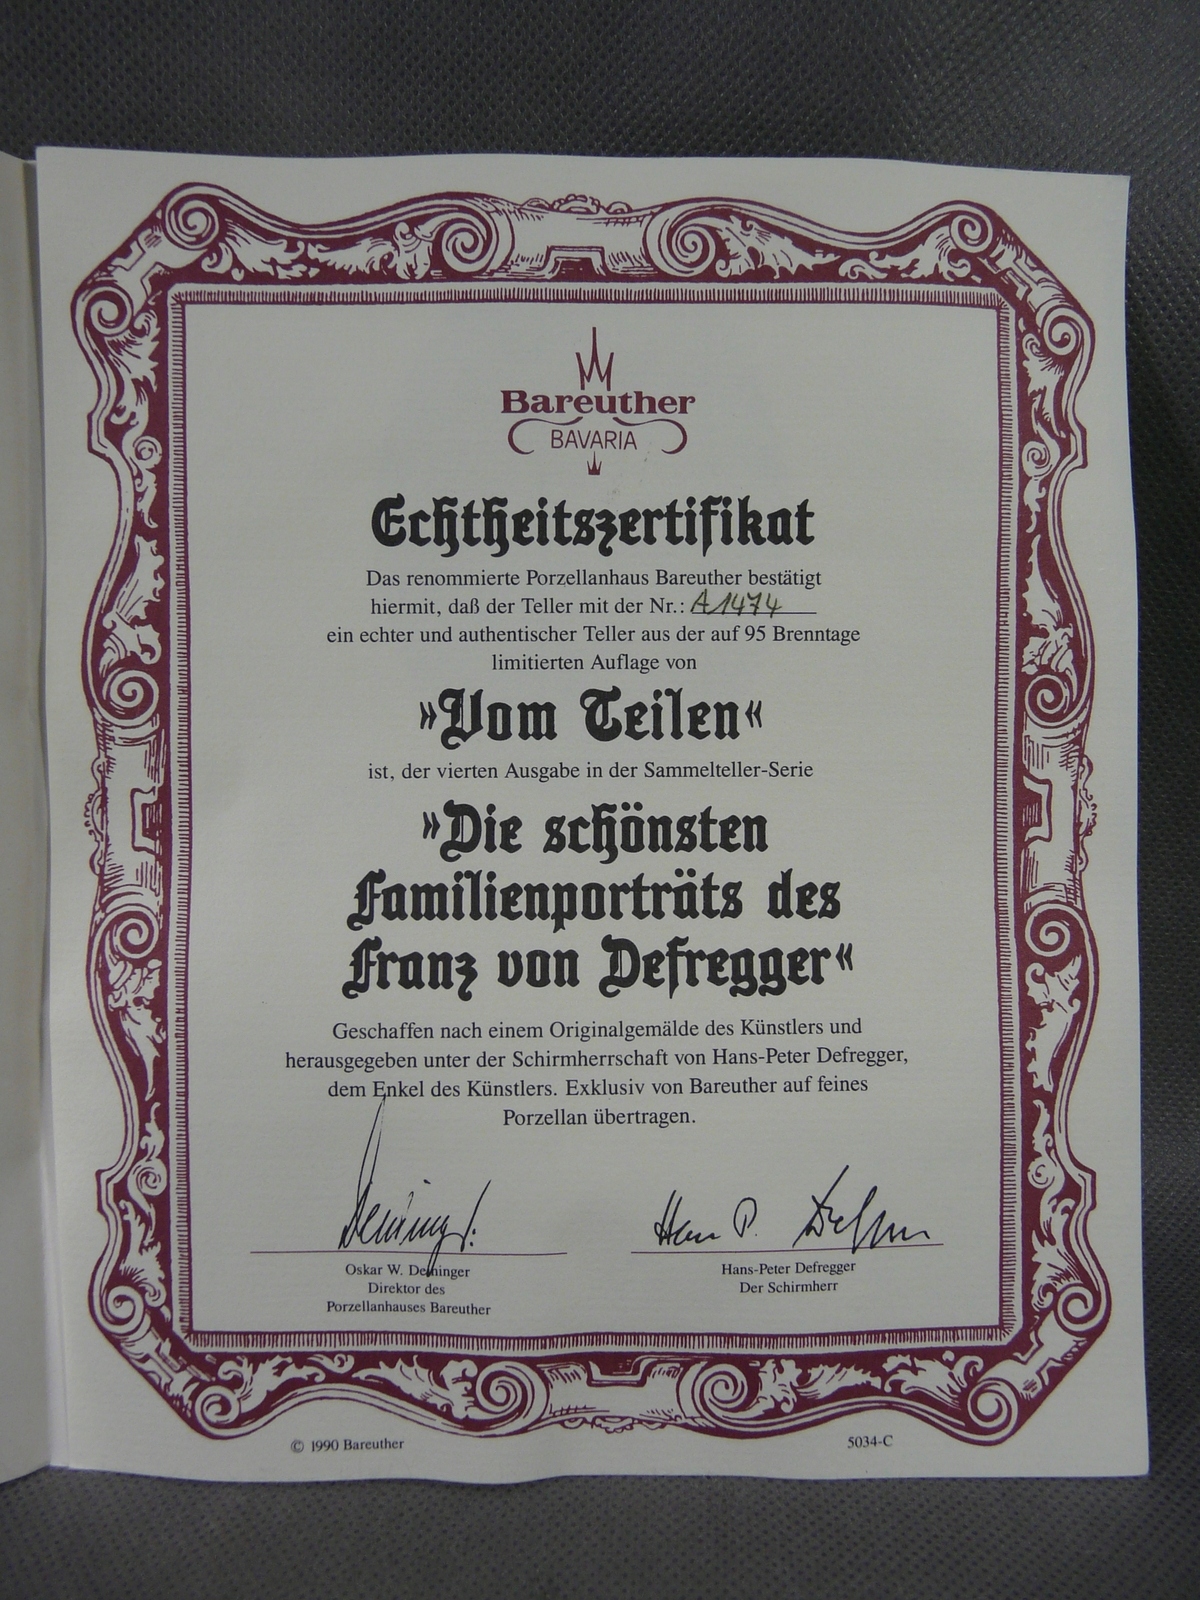 Bareuther
BAVARIA
Echtheitszertifikat
Das renommierte Porzellanhaus Bareuther bestätigt
hiermit, daß der Teller mit der Nr.: A1474
ein echter und authentischer Teller aus der auf 95 Brenntage
limitierten Auflage von
»Vom Teilen«
ist, der vierten Ausgabe in der Sammelteller-Serie
»Die schönsten
Familienporträts des
Franz von Defregger«
Geschaffen nach einem Originalgemälde des Künstlers und
herausgegeben unter der Schirmherrschaft von Hans-Peter Defregger,
dem Enkel des Künstlers. Exklusiv von Bareuther auf feines
Porzellan übertragen.
Hans P. Defregger
Oskar W. Deininger
Direktor des
Porzellanhauses Bareuther
Hans-Peter Defregger
Der Schirmherr
© 1990 Bareuther
5034-C